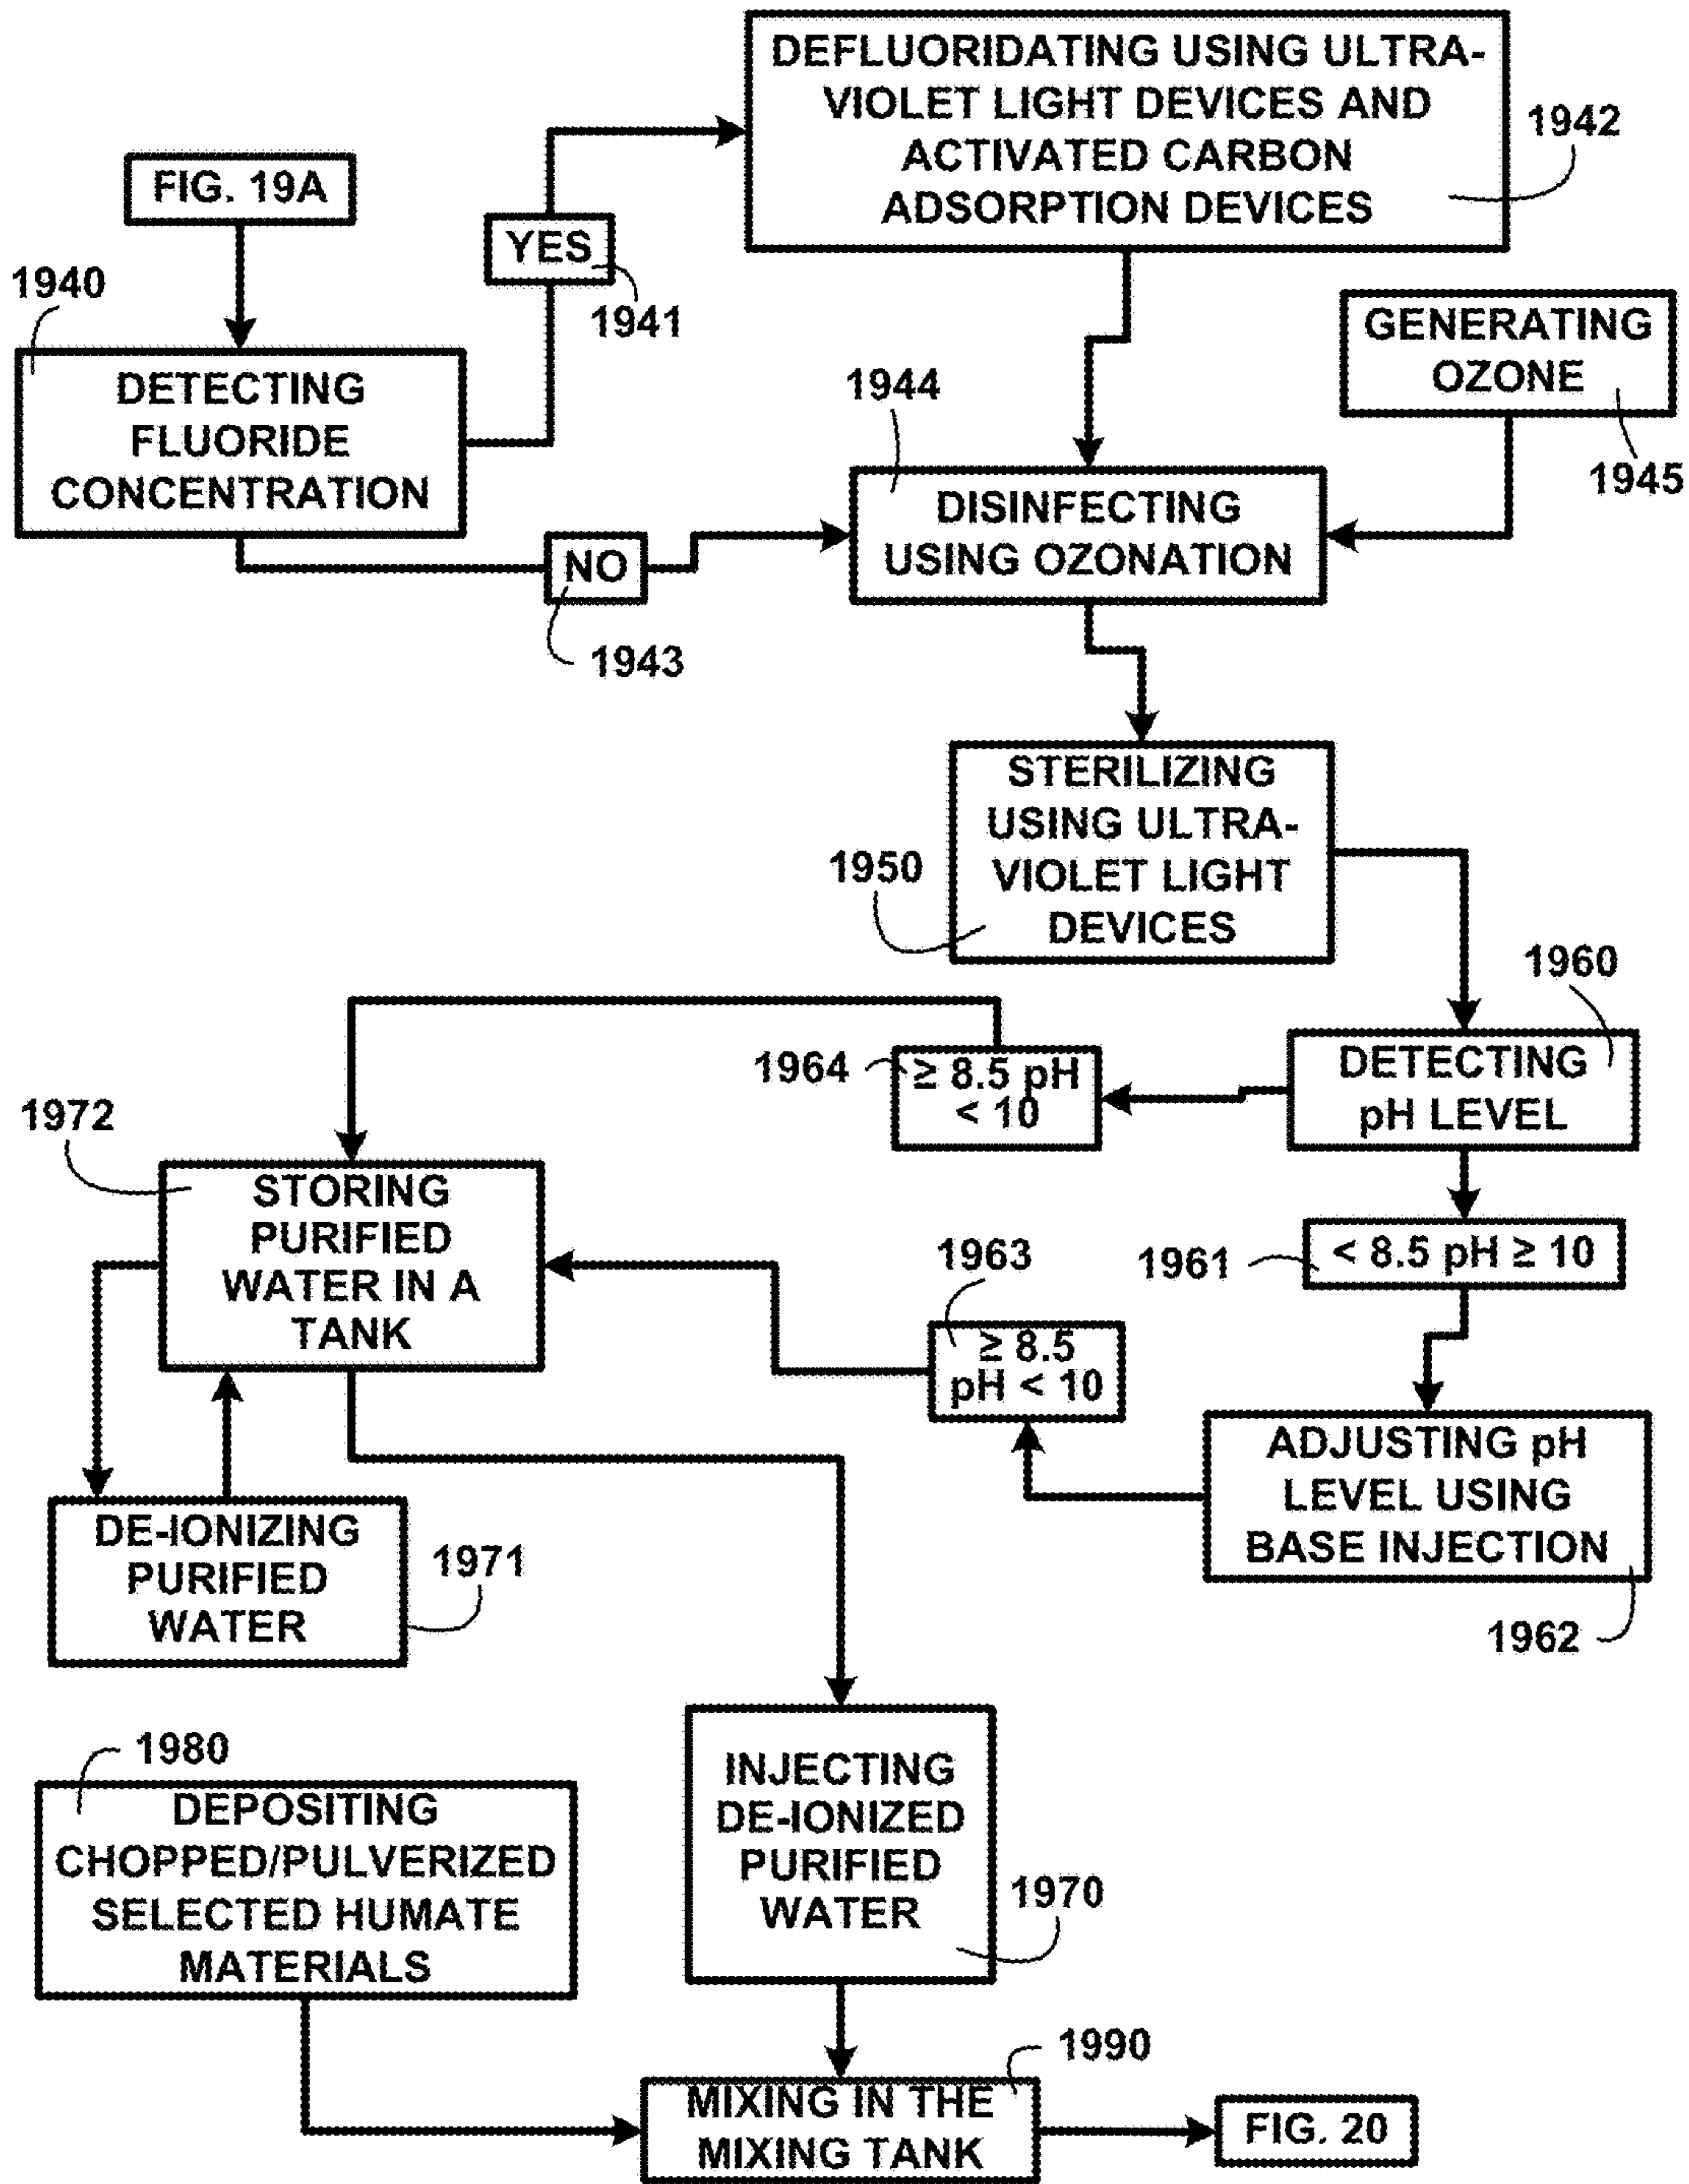 DEFLUORIDATING USING ULTRA-
VIOLET LIGHT DEVICES AND
ACTIVATED CARBON
ADSORPTION DEVICES
1942
FIG. 19A
YES
1941
1940
DETECTING
FLUORIDE
CONCENTRATION
GENERATING
OZONE
1945
1944
DISINFECTING
USING OZONATION
NO
1943
STERILIZING
USING ULTRA-
VIOLET LIGHT
DEVICES
1950
1960
DETECTING
pH LEVEL
1964
≥ 8.5 pH
< 10
1972
STORING
PURIFIED
WATER IN A
TANK
1961
< 8.5 pH ≥ 10
1963
≥ 8.5
pH < 10
ADJUSTING pH
LEVEL USING
BASE INJECTION
1962
DE-IONIZING
PURIFIED
WATER
1971
INJECTING
DE-IONIZED
PURIFIED
WATER
1970
1980
DEPOSITING
CHOPPED/PULVERIZED
SELECTED HUMATE
MATERIALS
1990
MIXING IN THE
MIXING TANK
FIG. 20